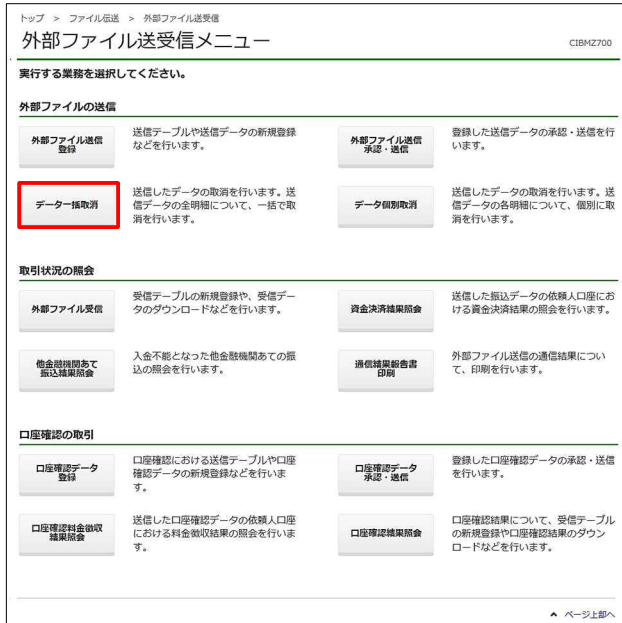 トップ > ファイル伝送 > 外部ファイル送受信
外部ファイル送受信メニュー
CIBMZ700
実行する業務を選択してください。
外部ファイルの送信
外部ファイル送信
登録
送信テーブルや送信データの新規登録
などを行います。
外部ファイル送信
承認・送信
登録した送信データの承認・送信を行
います。
データ一括取消
送信したデータの取消を行います。送
信データの全明細について、一括で取
消を行います。
データ個別取消
送信したデータの取消を行います。送
信データの各明細について、個別に取
消を行います。
取引状況の照会
外部ファイル受信
受信テーブルの新規登録や、受信デー
タのダウンロードなどを行います。
資金決済結果照会
送信した振込データの依頼人口座にお
ける資金決済結果の照会を行います。
他金融機関あて
振込結果照会
入金不能となった他金融機関あての振
込の照会を行います。
通信結果報告書
印刷
外部ファイル送信の通信結果につい
て、印刷を行います。
口座確認の取引
口座確認データ
登録
口座確認における送信テーブルや口座
確認データの新規登録などを行いま
す。
口座確認データ
承認・送信
登録した口座確認データの承認・送信
を行います。
口座確認料金徴収
結果照会
送信した口座確認データの依頼人口座
における料金徴収結果の照会を行いま
す。
口座確認結果照会
口座確認結果について、受信テーブル
の新規登録や口座確認結果のダウン
ロードなどを行います。
ページ上部へ